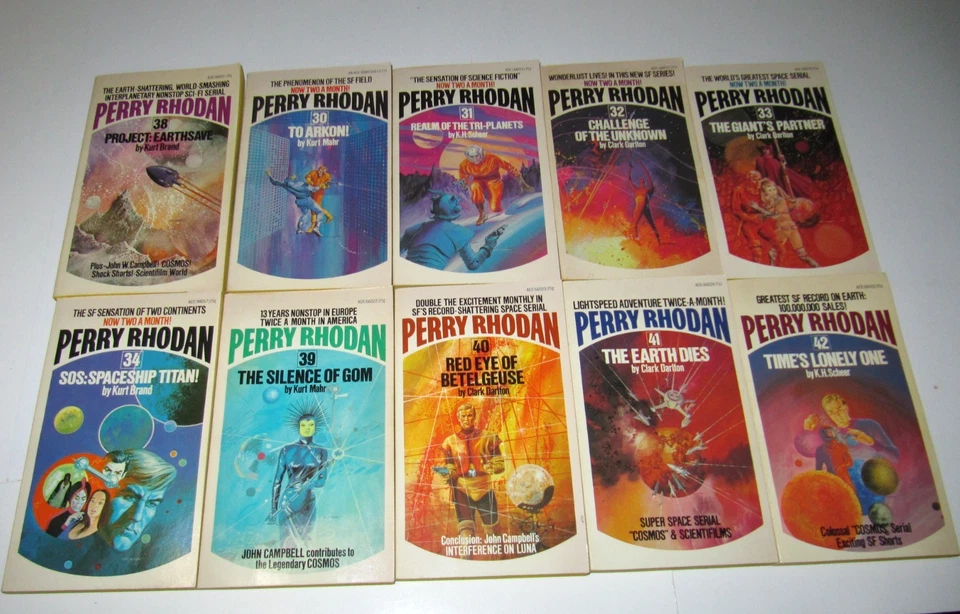 THE EARTH-SHATTERING, WORLD-SMASHING
INTERPLANETARY NONSTOP SCI-FI SERIAL
PERRY RHODAN
38
PROJECT: EARTHSAVE
by Kurt Brand
Plus-John W. Campbell! COSMOS!
Shock Shorts! Scientifilm World
THE PHENOMENON OF THE SF FIELD
NOW TWO A MONTH!
PERRY RHODAN
30
TO ARKON!
by Kurt Mahr
"THE SENSATION OF SCIENCE FICTION"
NOW TWO A MONTH!
PERRY RHODAN
31
REALM OF THE TRI-PLANETS
by K.H. Scheer
WONDERLUST LIVES! IN THIS NEW SF SERIES!
NOW TWO A MONTH!
PERRY RHODAN
32
CHALLENGE
OF THE UNKNOWN
by Clark Darlton
THE WORLD'S GREATEST SPACE SERIAL
NOW TWO A MONTH!
PERRY RHODAN
33
THE GIANT'S PARTNER
by Clark Darlton
THE SF SENSATION OF TWO CONTINENTS
NOW TWO A MONTH!
PERRY RHODAN
34
SOS: SPACESHIP TITAN!
by Kurt Brand
13 YEARS NONSTOP IN EUROPE
TWICE A MONTH IN AMERICA
PERRY RHODAN
39
THE SILENCE OF GOM
by Kurt Mahr
JOHN CAMPBELL contributes to
the Legendary COSMOS
DOUBLE THE EXCITEMENT MONTHLY IN
SF'S RECORD-SHATTERING SPACE SERIAL
PERRY RHODAN
40
RED EYE OF
BETELGEUSE
by Clark Darlton
Conclusion: John Campbell's
INTERFERENCE ON LUNA
LIGHTSPEED ADVENTURE TWICE-A-MONTH!
PERRY RHODAN
41
THE EARTH DIES
by Clark Darlton
SUPER SPACE SERIAL
"COSMOS" & SCIENTIFILMS
GREATEST SF RECORD ON EARTH:
100,000,000 SALES!
PERRY RHODAN
42
TIME'S LONELY ONE
by K.H. Scheer
Colossal "COSMOS" Serial
Exciting SF Shorts